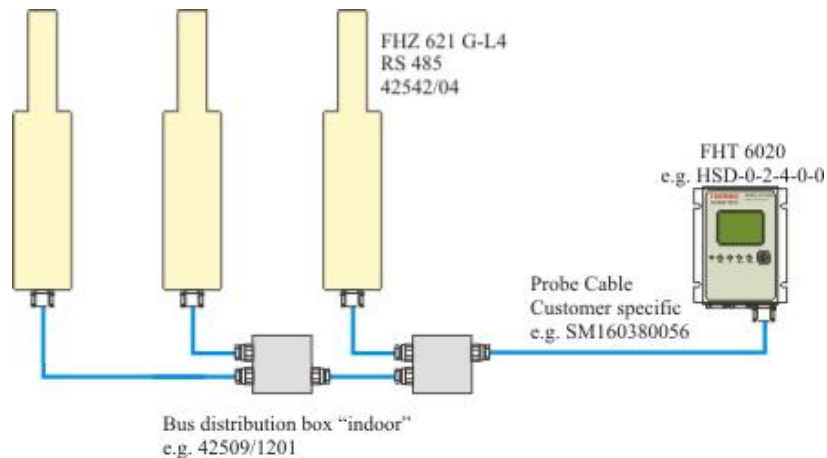 FHZ 621 G-L4
RS 485
42542/04
FHT 6020
e.g. HSD-0-2-4-0-0
Probe Cable
Customer specific
e.g. SM160380056
Bus distribution box “indoor”
e.g. 42509/1201